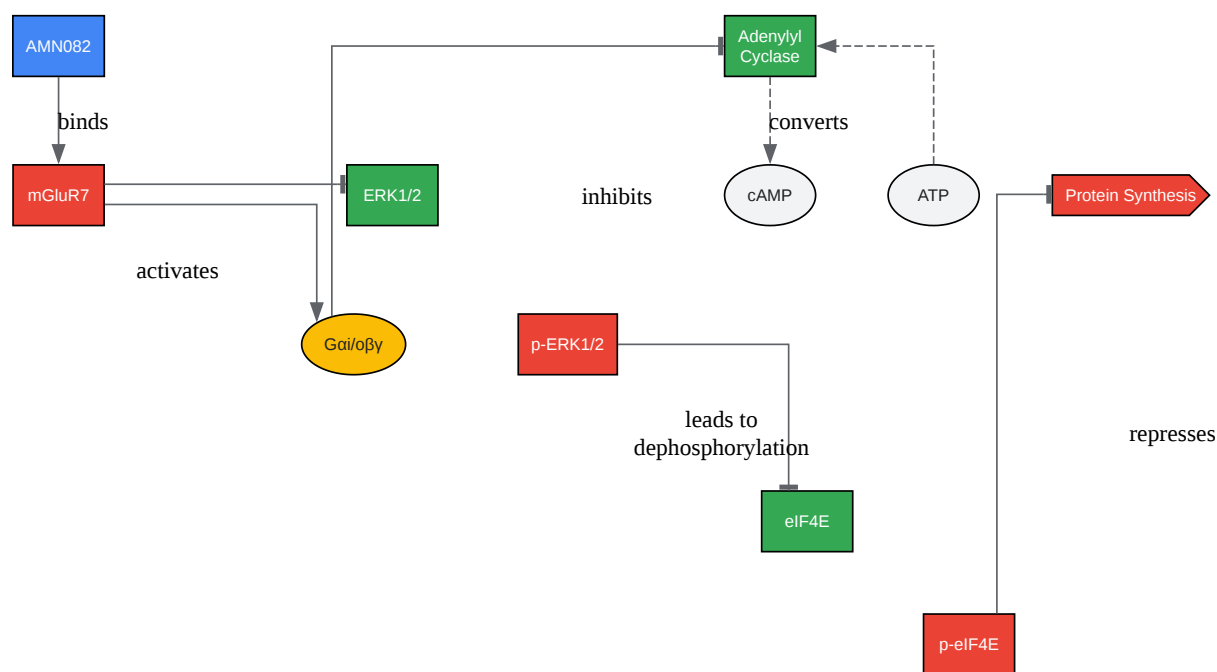 AMN082
Adenylyl
Cyclase
binds
converts
mGluR7
ERK1/2
inhibits
cAMP
ATP
Protein Synthesis
activates
Gαi/oβγ
p-ERK1/2
leads to
dephosphorylation
represses
eIF4E
p-eIF4E